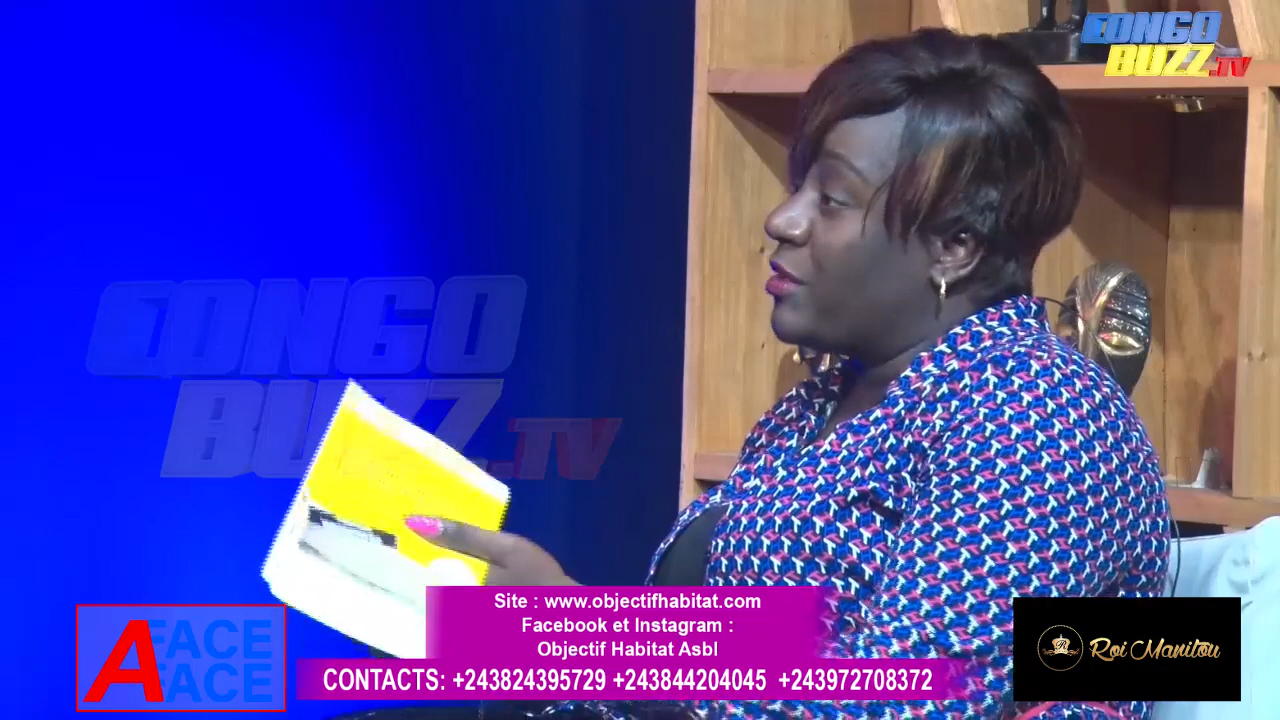 CONGO
BUZZ.TV
CONGO
BUZZ.TV
Site : www.objectifhabitat.com
Facebook et Instagram :
Objectif Habitat Asbl
CONTACTS: +243824395729 +243844204045 +243972708372
A FACE
FACE
Roi Manitou